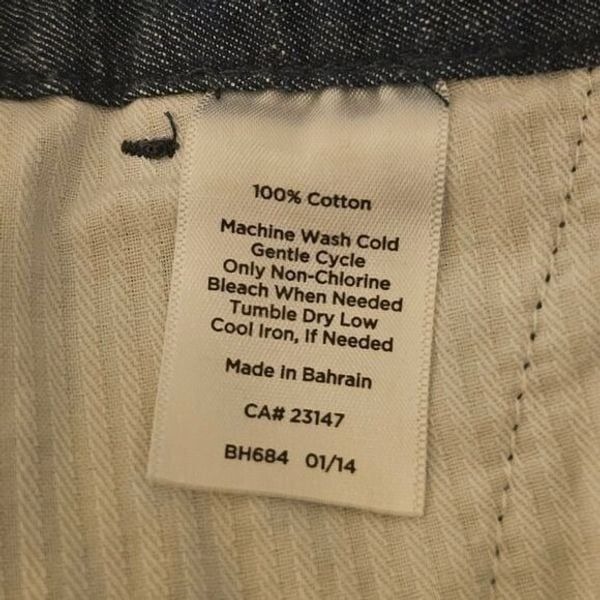 100% Cotton
Machine Wash Cold
Gentle Cycle
Only Non-Chlorine
Bleach When Needed
Tumble Dry Low
Cool Iron, If Needed
Made in Bahrain
CA# 23147
BH684 01/14